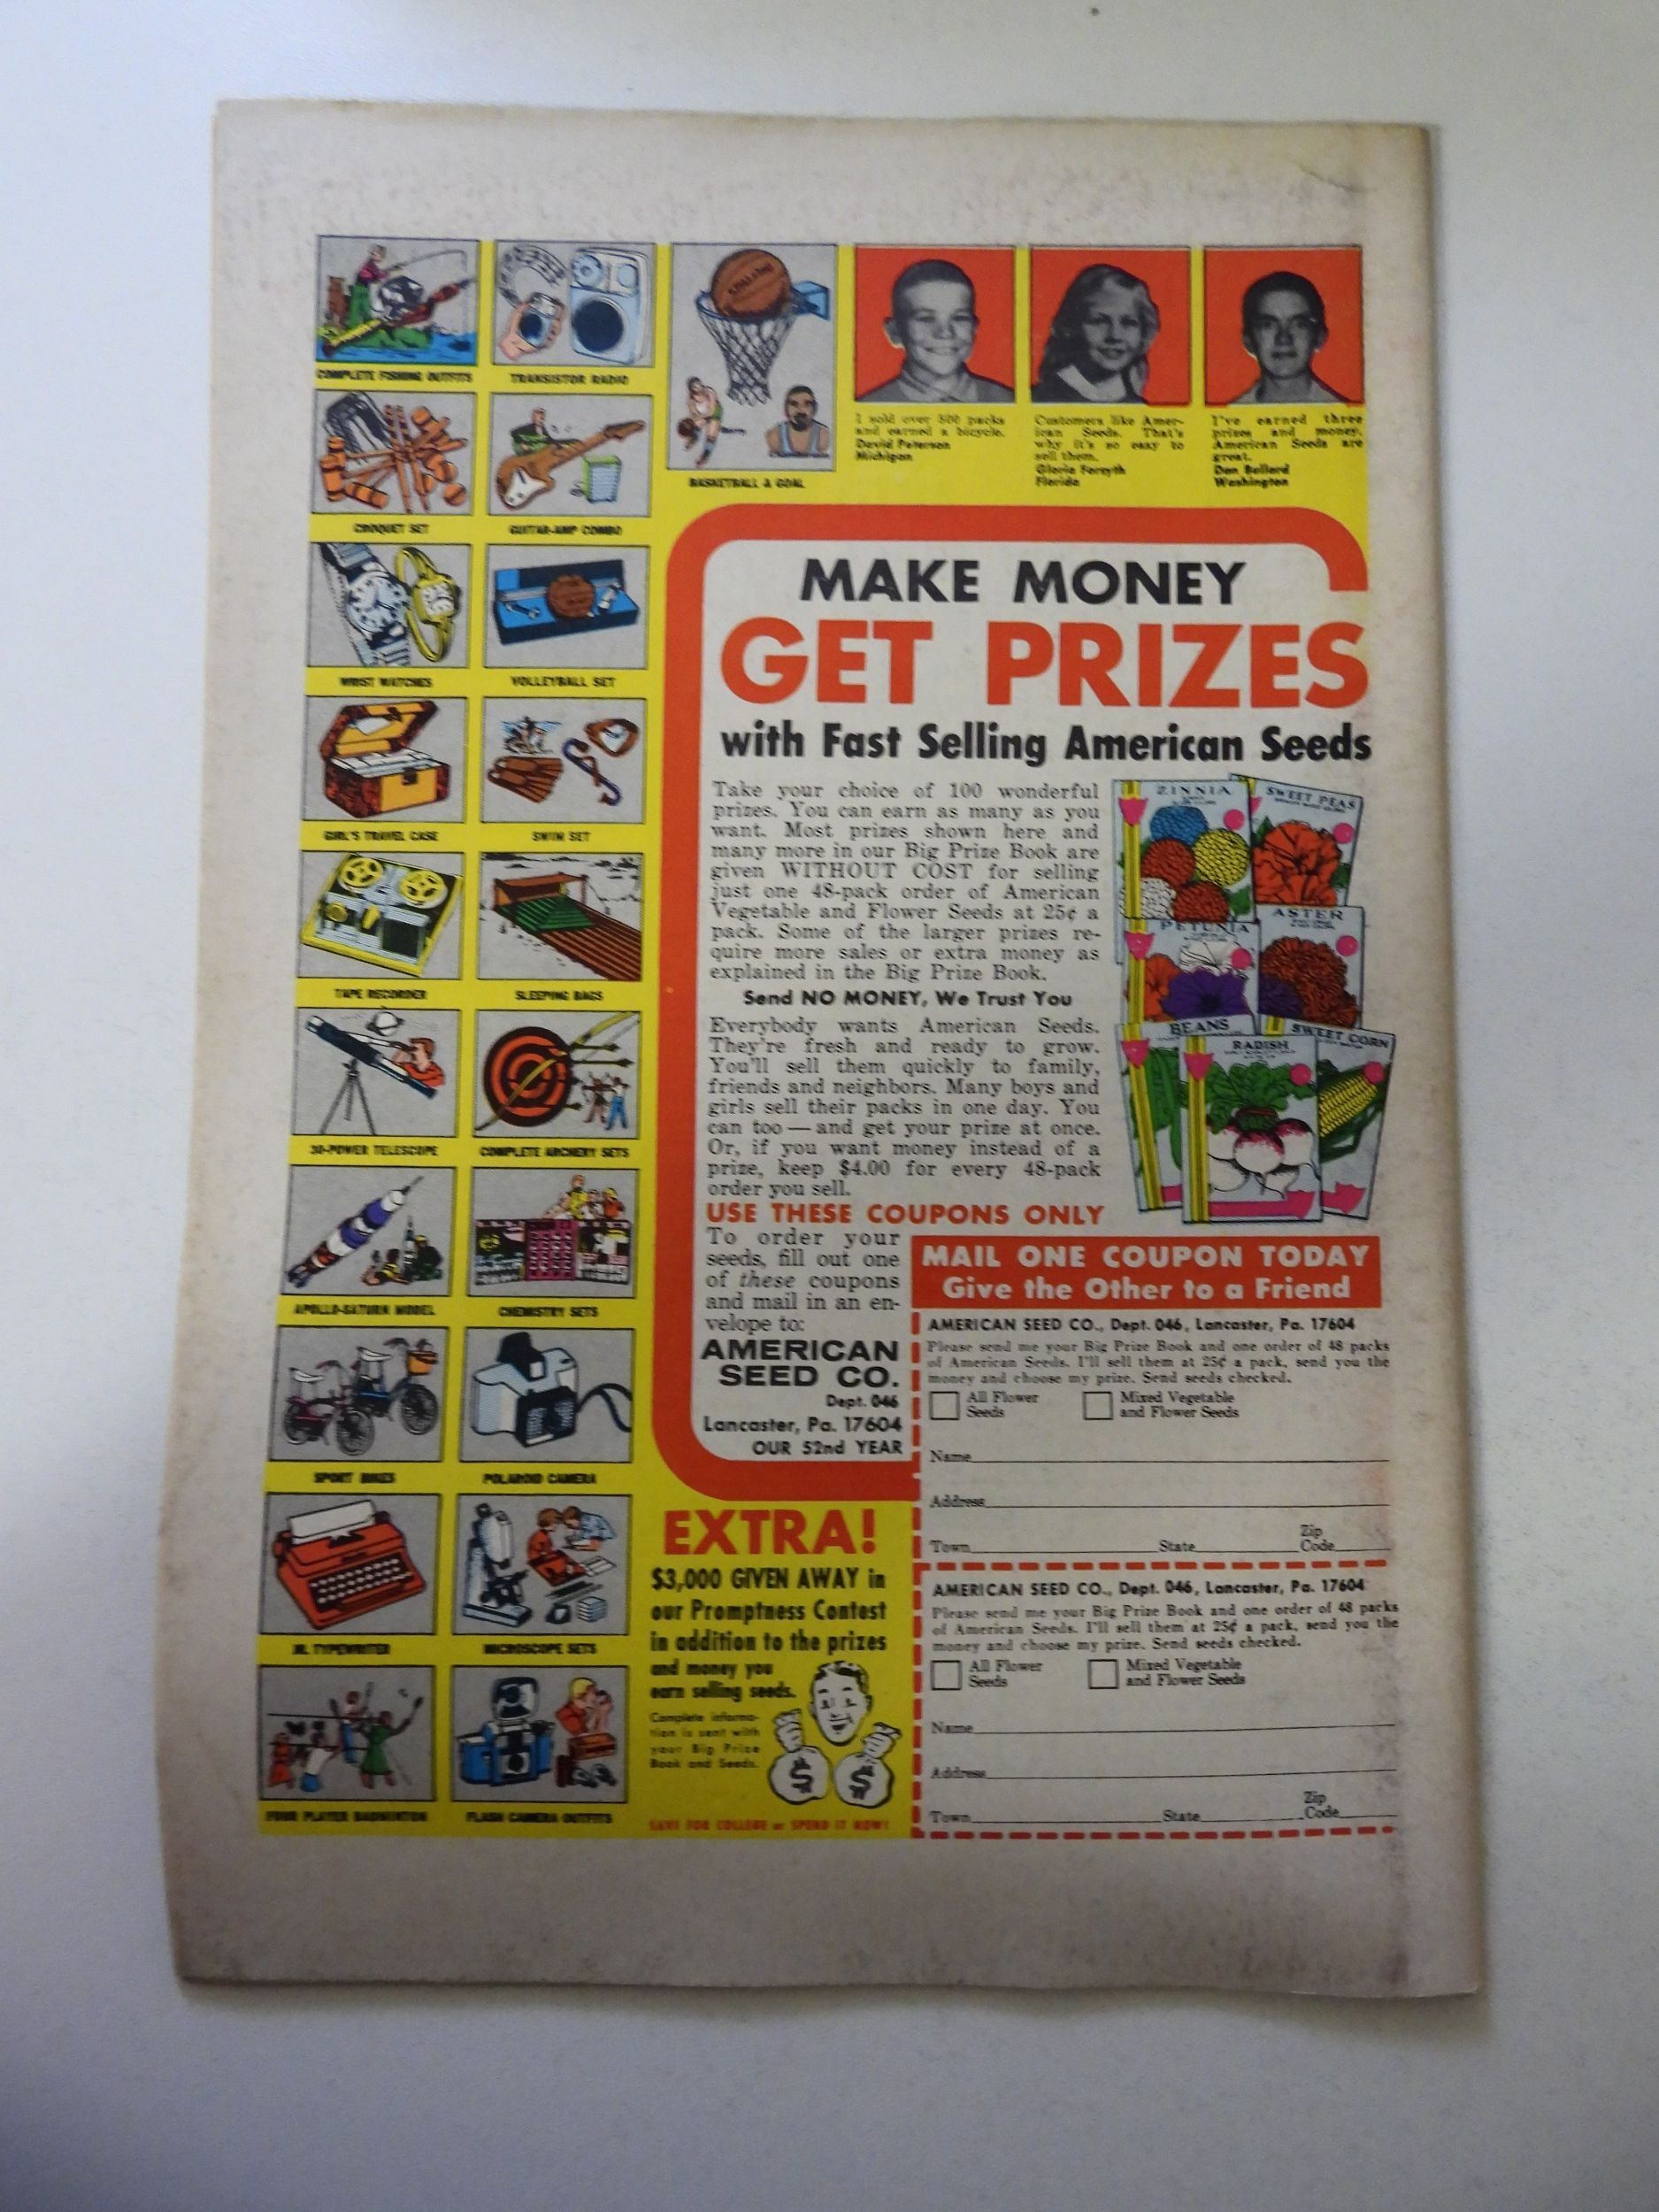 COMPLETE FISHING OUTFITS
TRANSISTOR RADIO
SPALDING
BASKETBALL & GOAL
CROQUET SET
GUITAR-AMP COMBO
WRIST WATCHES
VOLLEYBALL SET
GIRL'S TRAVEL CASE
SWIM SET
TAPE RECORDER
SLEEPING BAGS
30-POWER TELESCOPE
COMPLETE ARCHERY SETS
APOLLO-SATURN MODEL
CHEMISTRY SETS
SPORT BIKES
POLAROID CAMERA
TYPEWRITER
MICROSCOPE SETS
FOUR PLAYER BADMINTON
FLASH CAMERA OUTFITS
I sold over 500 packs
and earned a bicycle.
David Peterson
Michigan
Customers like Amer-
ican Seeds. That's
why it's so easy to
sell them.
Gloria Forsyth
Florida
I've earned three
prizes and money.
American Seeds are
great.
Dan Bollard
Washington
MAKE MONEY
GET PRIZES
with Fast Selling American Seeds
Take your choice of 100 wonderful
prizes. You can earn as many as you
want. Most prizes shown here and
many more in our Big Prize Book are
given WITHOUT COST for selling
just one 48-pack order of American
Vegetable and Flower Seeds at 25¢ a
pack. Some of the larger prizes re-
quire more sales or extra money as
explained in the Big Prize Book.
Send NO MONEY, We Trust You
Everybody wants American Seeds.
They're fresh and ready to grow.
You'll sell them quickly to family,
friends and neighbors. Many boys and
girls sell their packs in one day. You
can too — and get your prize at once.
Or, if you want money instead of a
prize, keep $4.00 for every 48-pack
order you sell.
ZINNIA
SWEET PEAS
PETUNIA
ASTER
BEANS
RADISH
SWEET CORN
USE THESE COUPONS ONLY
To order your
seeds, fill out one
of these coupons
and mail in an en-
velope to:
AMERICAN
SEED CO.
Dept. 046
Lancaster, Pa. 17604
OUR 52nd YEAR
MAIL ONE COUPON TODAY
Give the Other to a Friend
AMERICAN SEED CO., Dept. 046, Lancaster, Pa. 17604
Please send me your Big Prize Book and one order of 48 packs
of American Seeds. I'll sell them at 25¢ a pack, send you the
money and choose my prize. Send seeds checked.
All Flower
Seeds
Mixed Vegetable
and Flower Seeds
Name
Address
Town State Zip Code
AMERICAN SEED CO., Dept. 046, Lancaster, Pa. 17604
Please send me your Big Prize Book and one order of 48 packs
of American Seeds. I'll sell them at 25¢ a pack, send you the
money and choose my prize. Send seeds checked.
All Flower
Seeds
Mixed Vegetable
and Flower Seeds
Name
Address
Town State Zip Code
EXTRA!
$3,000 GIVEN AWAY in
our Promptness Contest
in addition to the prizes
and money you
earn selling seeds.
Complete informa-
tion is sent with
your Big Prize
Book and Seeds.
$ $
SAVE FOR COLLEGE or SPEND IT NOW!